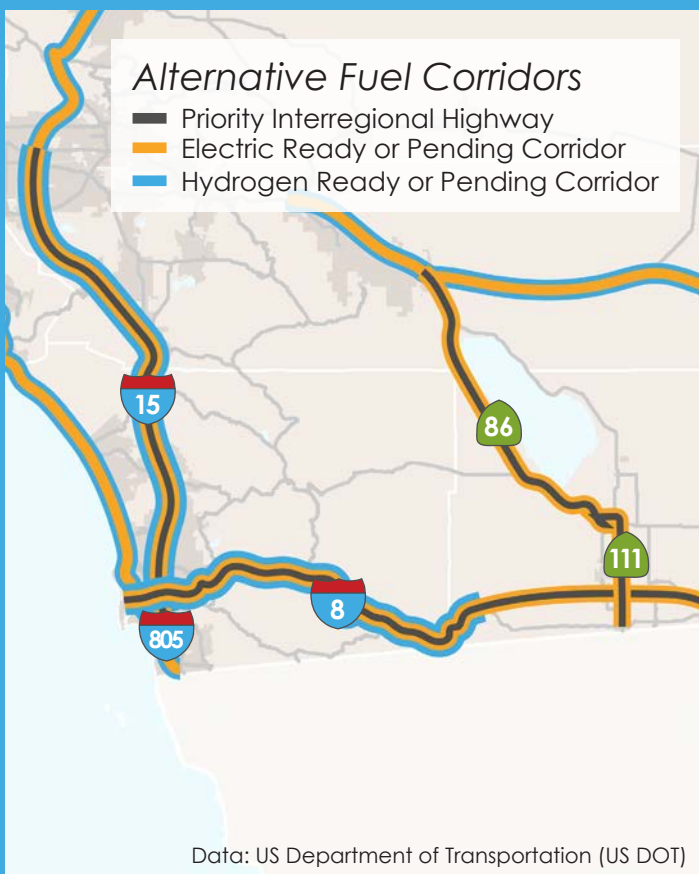 Alternative Fuel Corridors
Priority Interregional Highway
Electric Ready or Pending Corridor
Hydrogen Ready or Pending Corridor
15
86
111
8
805
Data: US Department of Transportation (US DOT)